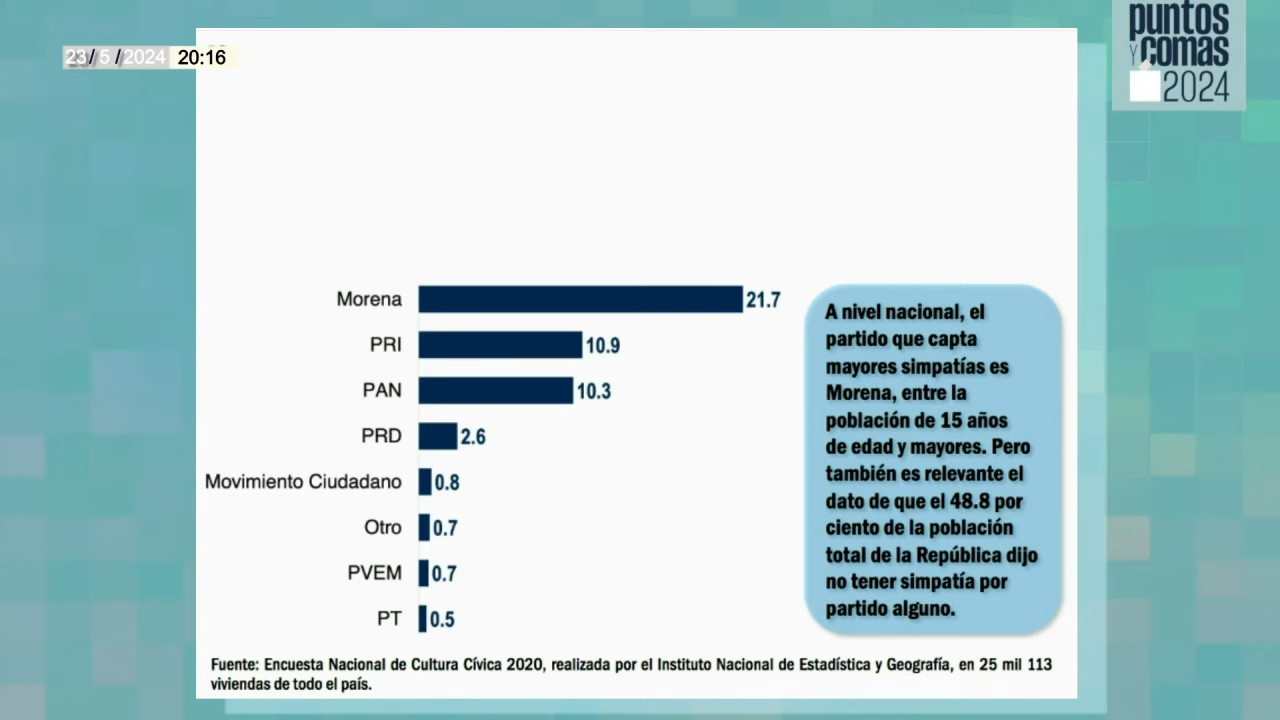 23/ 5 /2024 20:16
puntos
y comas
2024
Morena 21.7
PRI 10.9
PAN 10.3
PRD 2.6
Movimiento Ciudadano 0.8
Otro 0.7
PVEM 0.7
PT 0.5
A nivel nacional, el
partido que capta
mayores simpatías es
Morena, entre la
población de 15 años
de edad y mayores. Pero
también es relevante el
dato de que el 48.8 por
ciento de la población
total de la República dijo
no tener simpatía por
partido alguno.
Fuente: Encuesta Nacional de Cultura Cívica 2020, realizada por el Instituto Nacional de Estadística y Geografía, en 25 mil 113
viviendas de todo el país.